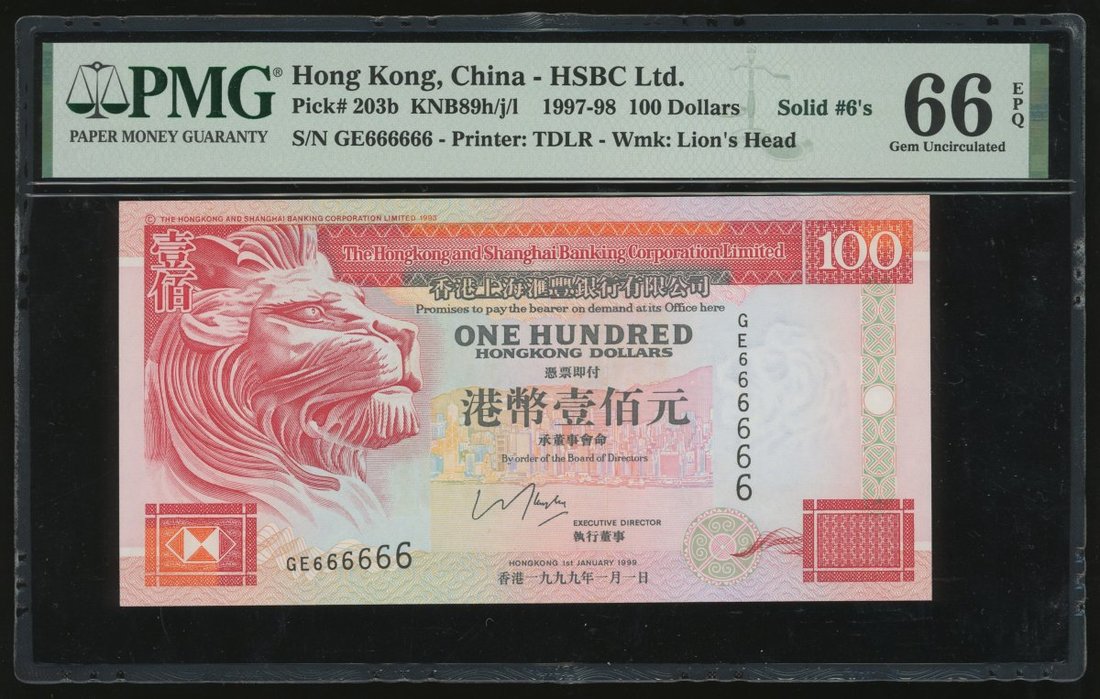 PMG®
PAPER MONEY GUARANTY
Hong Kong, China - HSBC Ltd.
Pick# 203b KNB89h/j/l 1997-98 100 Dollars Solid #6's
S/N GE666666 - Printer: TDLR - Wmk: Lion's Head
66
EPQ
Gem Uncirculated
© THE HONGKONG AND SHANGHAI BANKING CORPORATION LIMITED 1993
壹佰
The Hongkong and Shanghai Banking Corporation Limited
100
香港上海滙豐銀行有限公司
Promises to pay the bearer on demand at its Office here
ONE HUNDRED
HONGKONG DOLLARS
憑票即付
港幣壹佰元
承董事會命
By order of the Board of Directors
GE666666
EXECUTIVE DIRECTOR
執行董事
GE666666
HONGKONG 1st JANUARY 1999
香港一九九九年一月一日